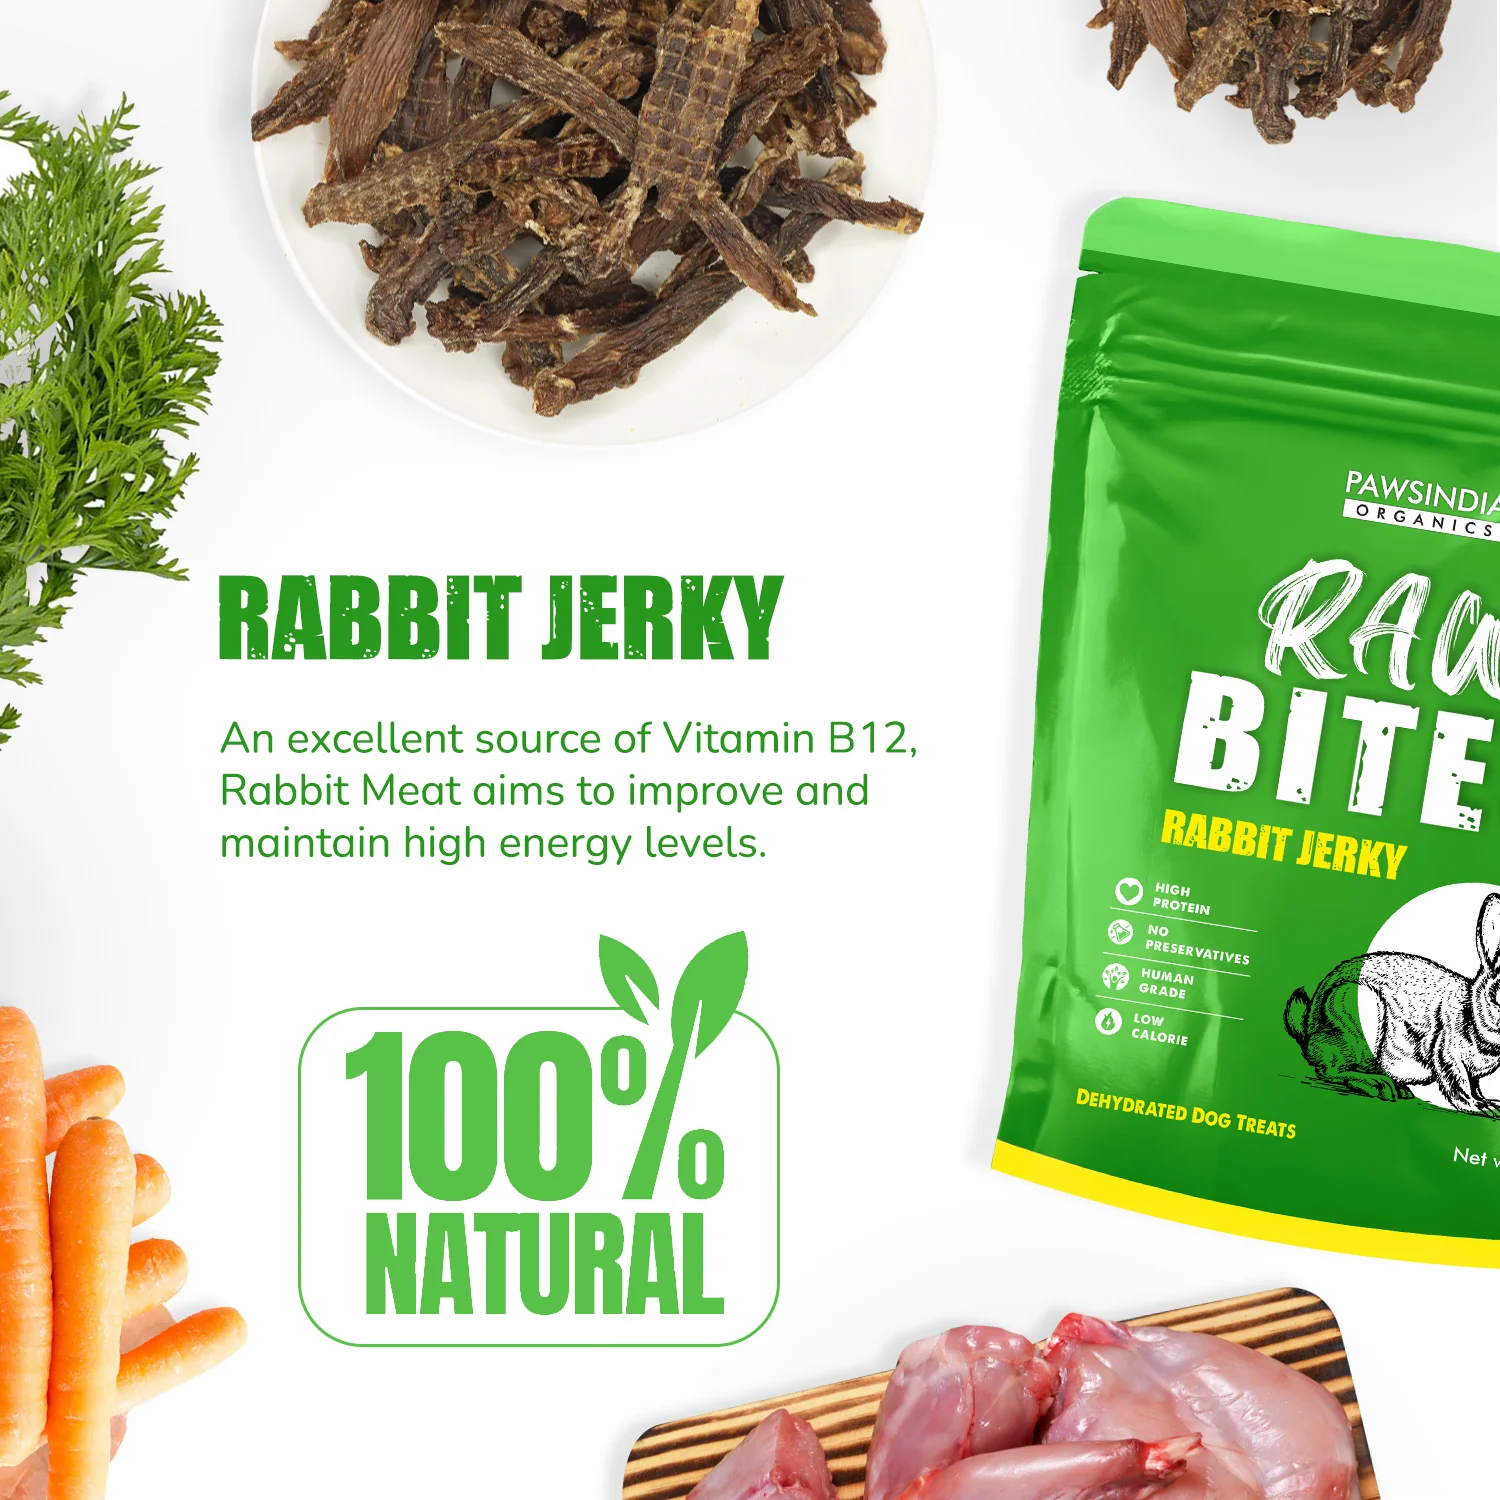 RABBIT JERKY
An excellent source of Vitamin B12,
Rabbit Meat aims to improve and
maintain high energy levels.
100%
NATURAL
PAWSINDIA
ORGANICS
RAW
BITE
RABBIT JERKY
HIGH
PROTEIN
NO
PRESERVATIVES
HUMAN
GRADE
LOW
CALORIE
DEHYDRATED DOG TREATS
Net